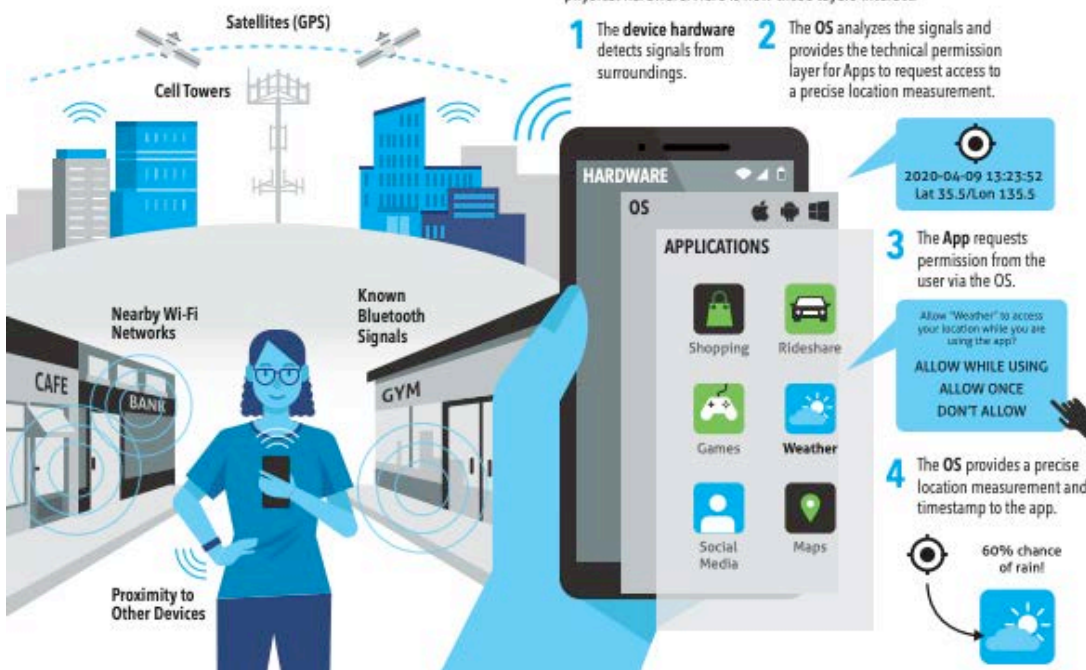 Satellites (GPS)
Cell Towers
Nearby Wi-Fi
Networks
Known
Bluetooth
Signals
CAFE
BANK
GYM
Proximity to
Other Devices
1
The device hardware
detects signals from
surroundings.
2
The OS analyzes the signals and
provides the technical permission
layer for Apps to request access to
a precise location measurement.
HARDWARE
OS
APPLICATIONS
Shopping
Rideshare
Games
Weather
Social
Media
Maps
2020-04-09 13:23:52
Lat 35.5/Lon 135.5
3
The App requests
permission from the
user via the OS.
Allow "Weather" to access
your location while you are
using the app?
ALLOW WHILE USING
ALLOW ONCE
DON'T ALLOW
4
The OS provides a precise
location measurement and
timestamp to the app.
60% chance
of rain!